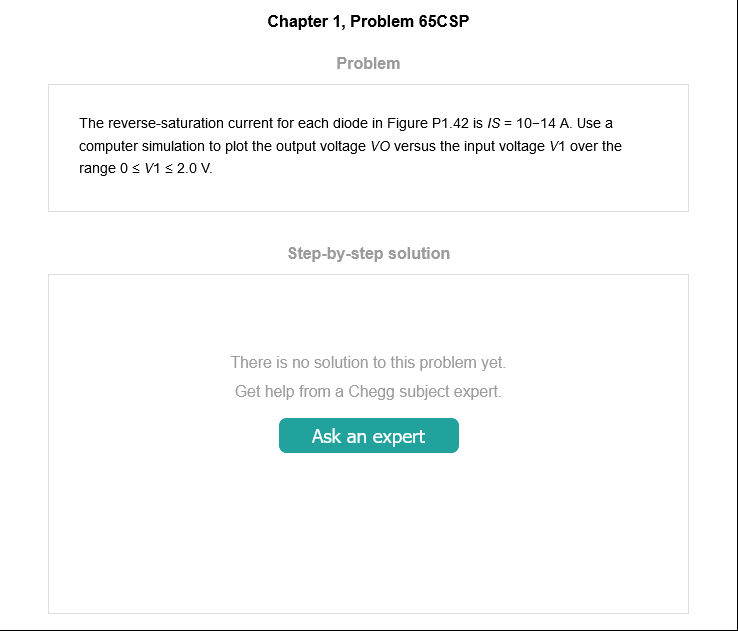 Chapter 1, Problem 65CSP
Problem
The reverse-saturation current for each diode in Figure P1.42 is IS = 10−14 A. Use a
computer simulation to plot the output voltage VO versus the input voltage V1 over the
range 0 ≤ V1 ≤ 2.0 V.
Step-by-step solution
There is no solution to this problem yet.
Get help from a Chegg subject expert.
Ask an expert